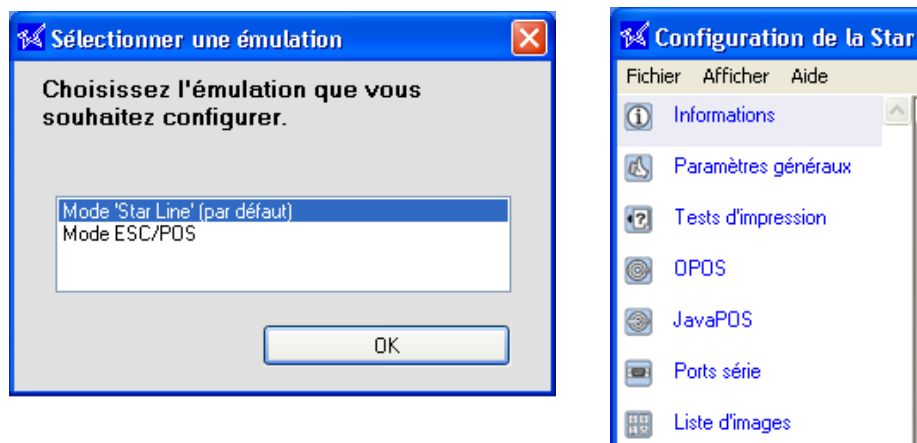 Sélectionner une émulation
Choisissez l'émulation que vous
souhaitez configurer.
Mode 'Star Line' (par défaut)
Mode ESC/POS
OK
Configuration de la Star
Fichier Afficher Aide
Informations
Paramètres généraux
Tests d'impression
OPOS
JavaPOS
Ports série
Liste d'images